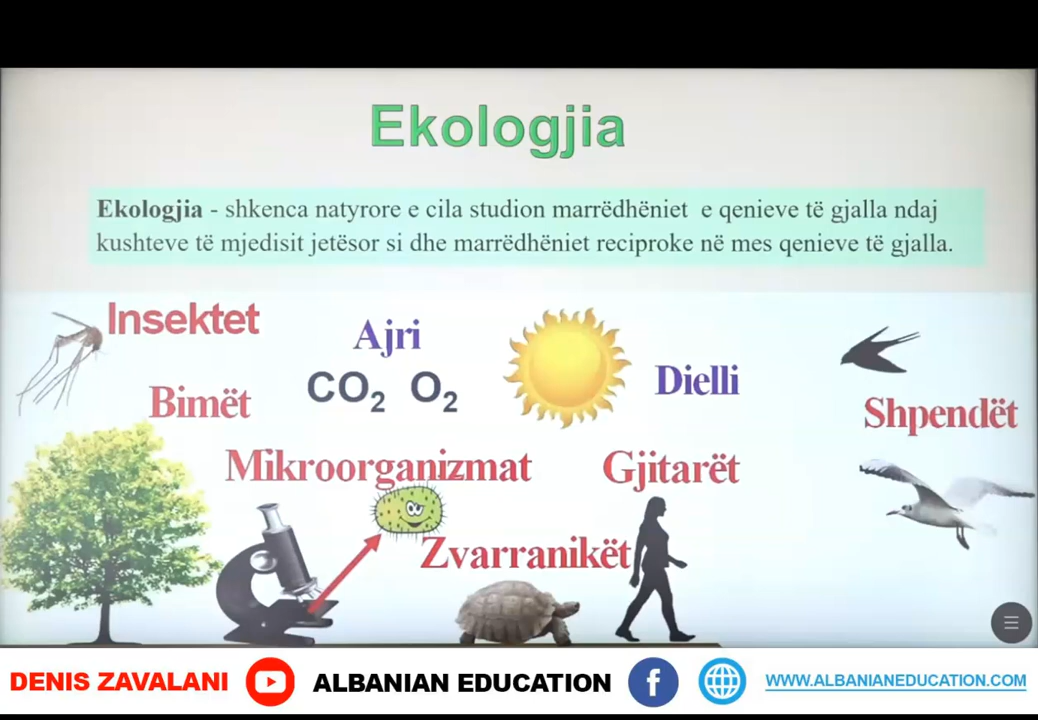 Ekologjia
Ekologjia - shkenca natyrore e cila studion marrëdhëniet e qenieve të gjalla ndaj
kushteve të mjedisit jetësor si dhe marrëdhëniet reciproke në mes qenieve të gjalla.
Insektet
Ajri
CO₂ O₂
Dielli
Bimët
Shpendët
Mikroorganizmat
Gjitarët
Zvarranikët
DENIS ZAVALANI
ALBANIAN EDUCATION
f
WWW.ALBANIANEDUCATION.COM